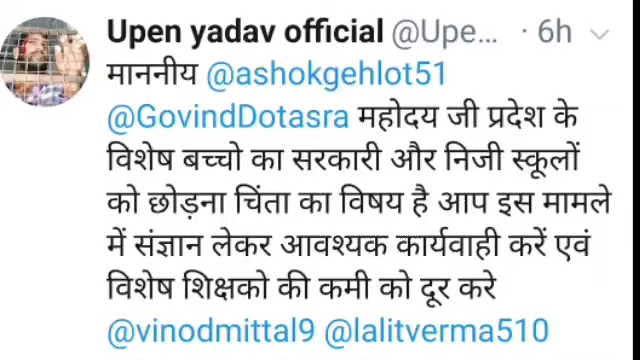 Upen yadav official @Upe... · 6h
माननीय @ashokgehlot51
@GovindDotasra महोदय जी प्रदेश के
विशेष बच्चो का सरकारी और निजी स्कूलों
को छोड़ना चिंता का विषय है आप इस मामले
में संज्ञान लेकर आवश्यक कार्यवाही करें एवं
विशेष शिक्षको की कमी को दूर करे
@vinodmittal9 @lalitverma510